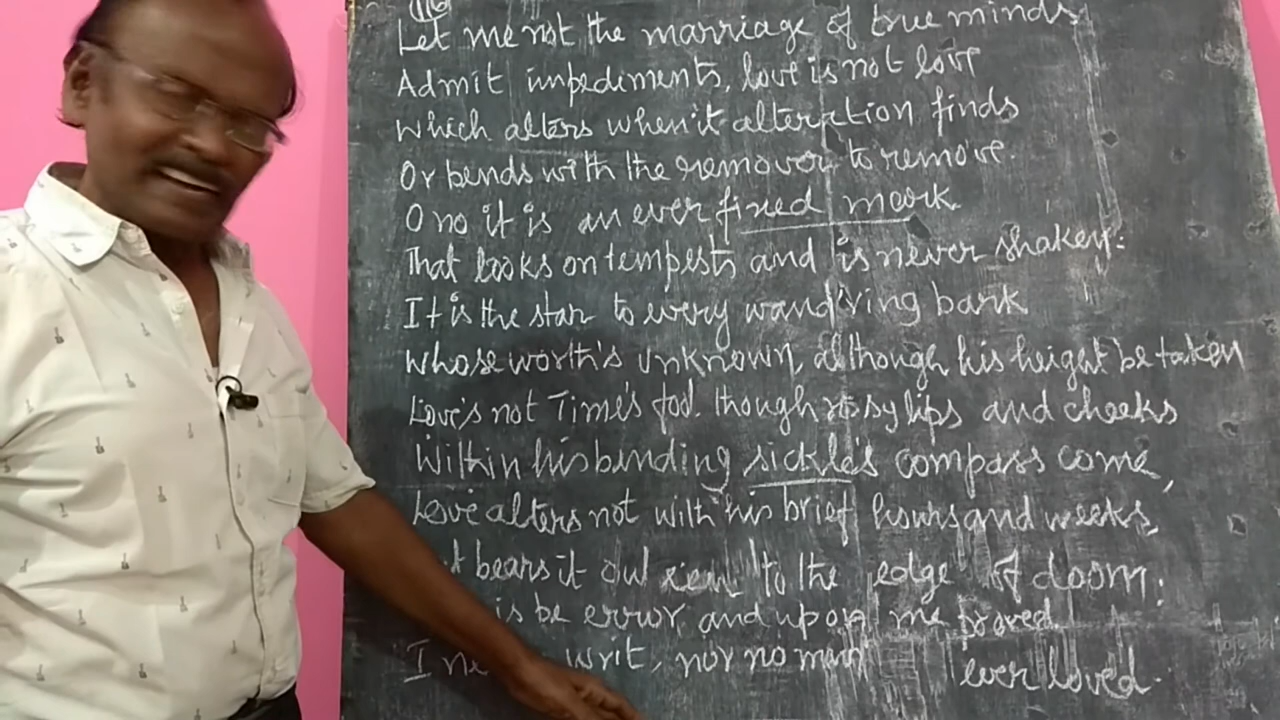 116
Let me not the marriage of true minds
Admit impediments, love is not love
Which alters when it alteration finds
Or bends with the remover to remove.
O no it is an ever fixed mark.
That looks on tempests and is never shaken:
It is the star to every wand'ring bark
Whose worth's unknown, although his height be taken
Love's not Time's fool. though rosy lips and cheeks
Within his bending sickle's compass come,
Love alters not with his brief hours and weeks,
bears it out even to the edge of doom:
is be error, and upon me proved.
I writ, nor no man ever loved.